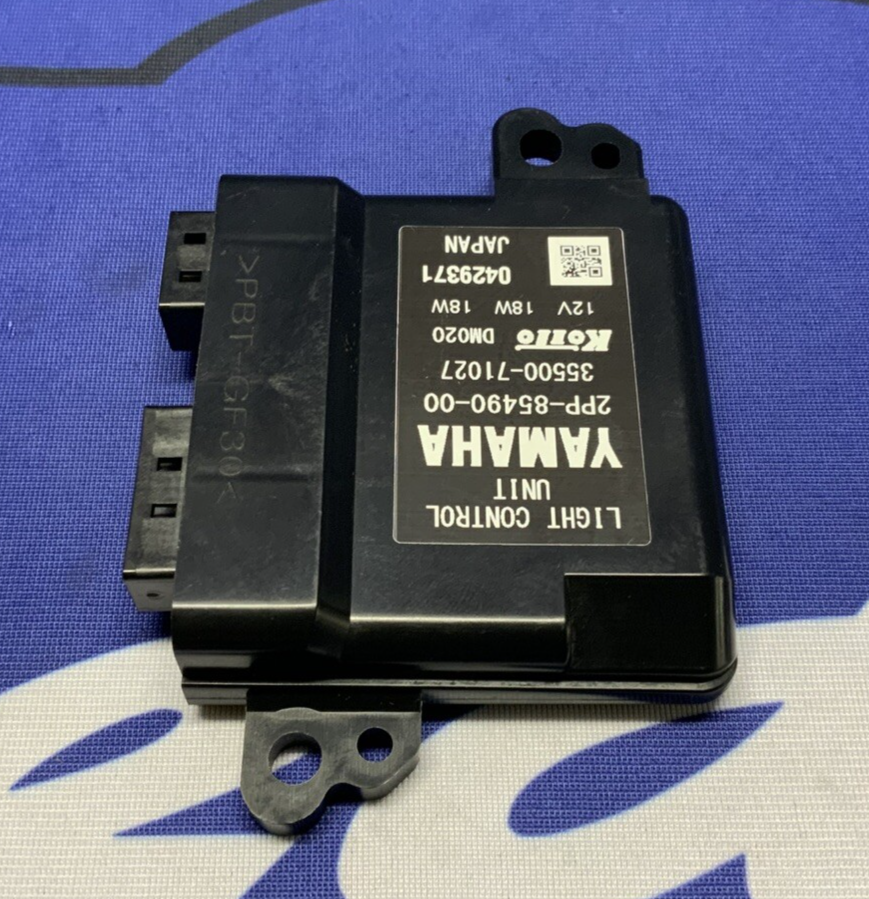 LIGHT CONTROL
UNIT
YAMAHA
2PP-85490-00
35500-71027
KOITO DM020
12V 18W 18W
0429371
JAPAN
>PBT-GF30<